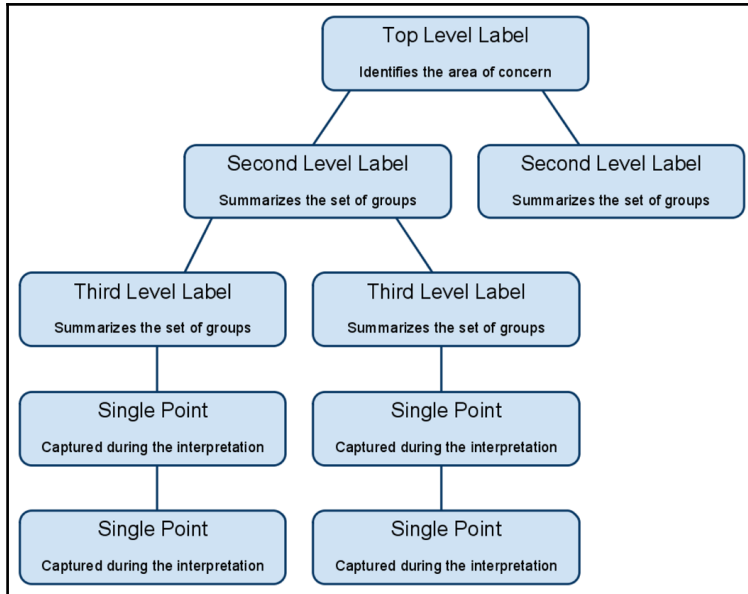 Top Level Label
Identifies the area of concern
Second Level Label
Summarizes the set of groups
Second Level Label
Summarizes the set of groups
Third Level Label
Summarizes the set of groups
Third Level Label
Summarizes the set of groups
Single Point
Captured during the interpretation
Single Point
Captured during the interpretation
Single Point
Captured during the interpretation
Single Point
Captured during the interpretation